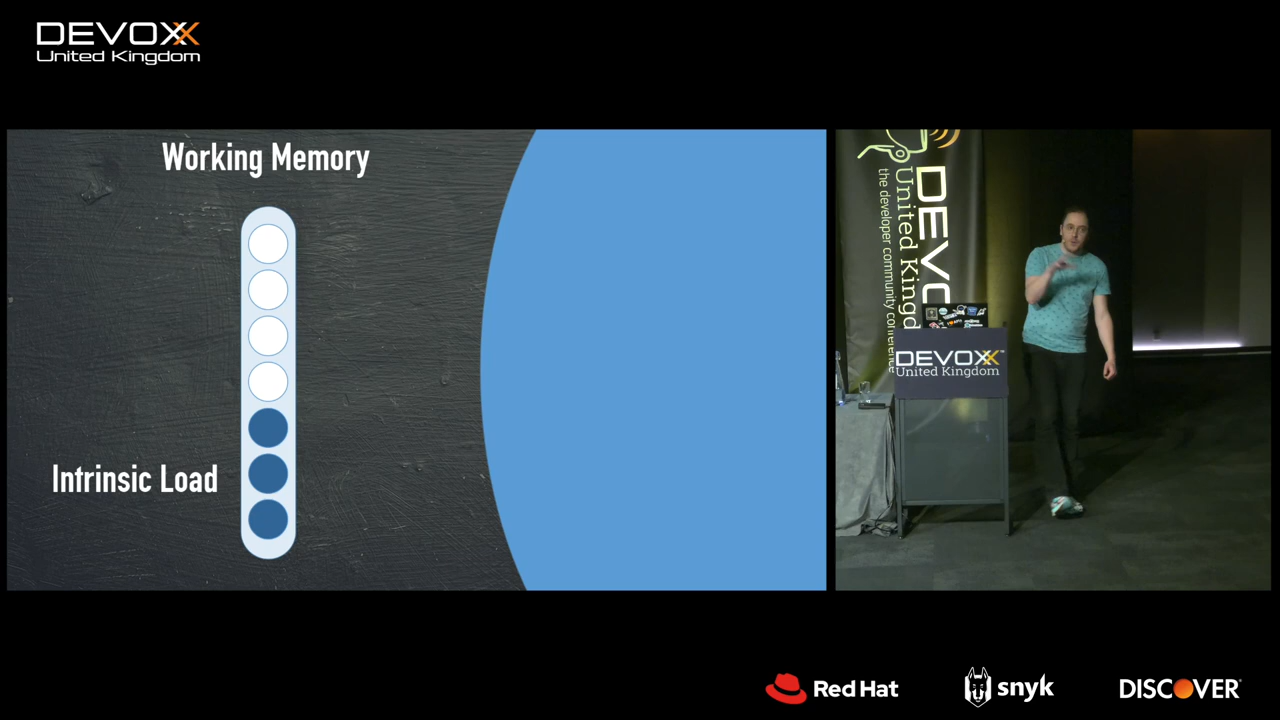 DEVOXX
United Kingdom
Working Memory
Intrinsic Load
DEVOX
United Kingd
the developer community conference
DEVOXX
United Kingdom
Red Hat
snyk
DISCOVER